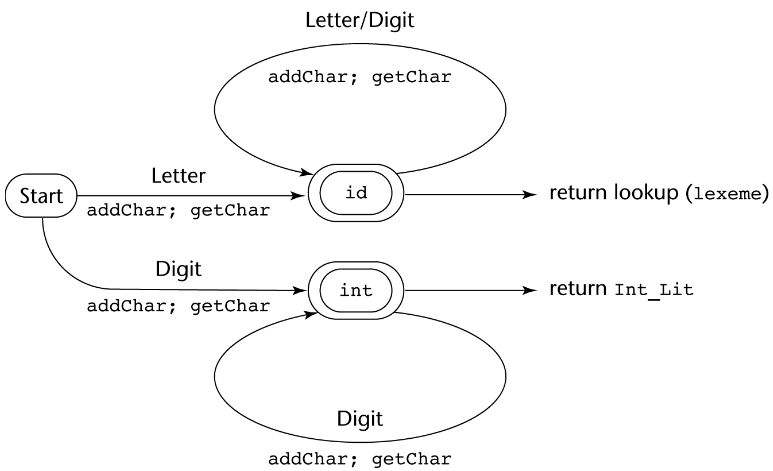 Letter/Digit
addChar; getChar
Letter
Start
addChar; getChar
id
return lookup (lexeme)
Digit
addChar; getChar
int
return Int_Lit
Digit
addChar; getChar